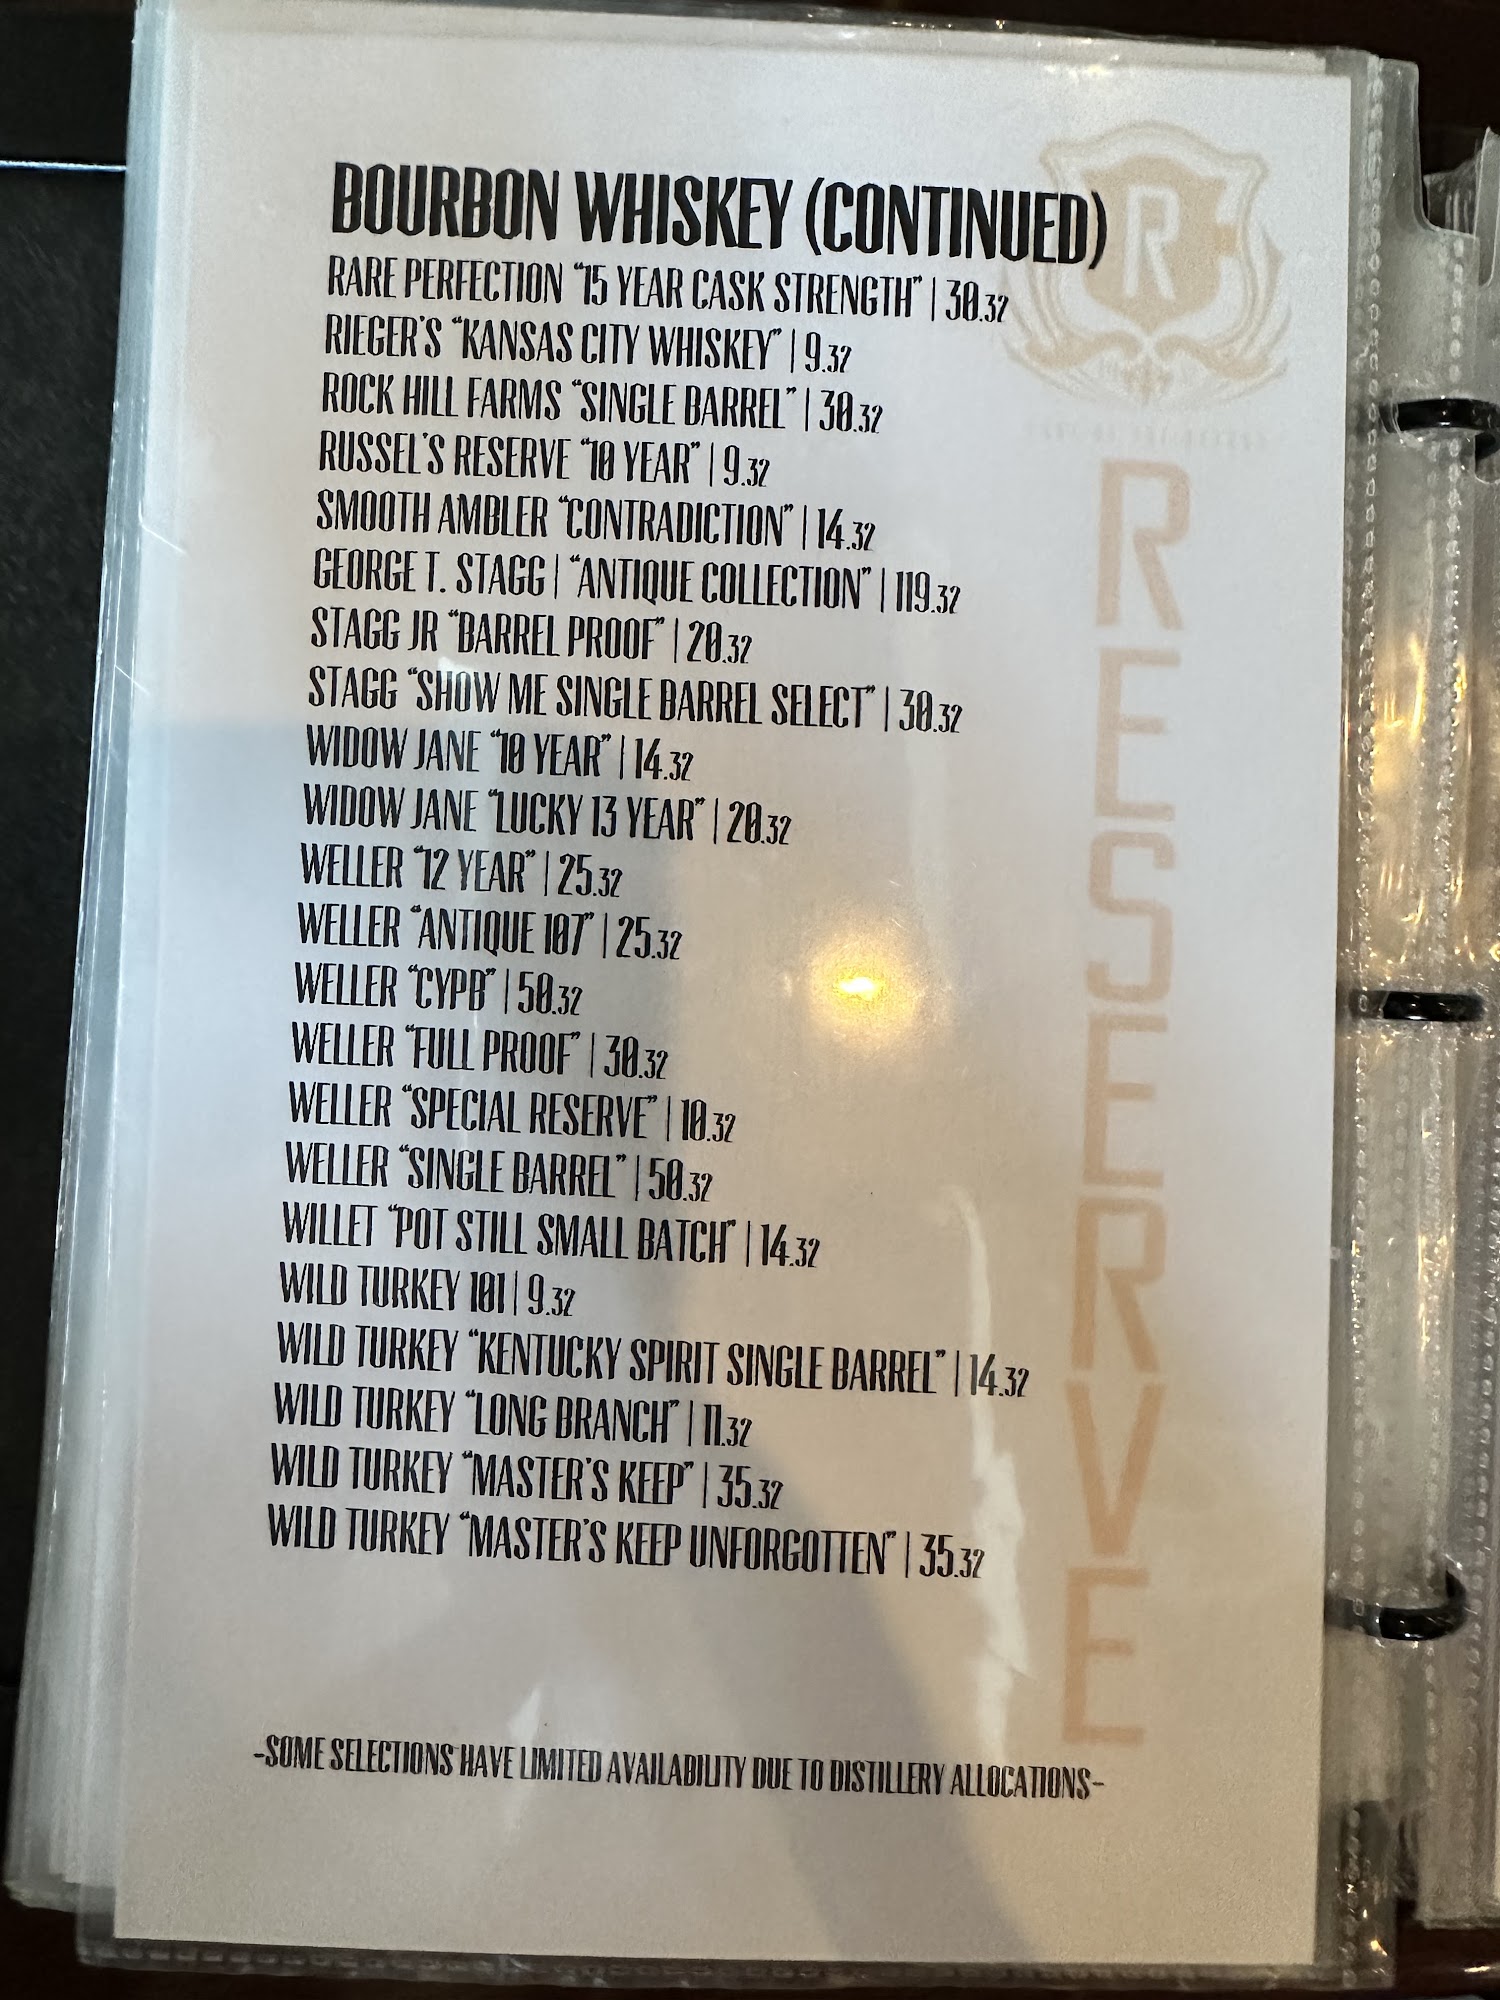 BOURBON WHISKEY (CONTINUED)
RARE PERFECTION "15 YEAR CASK STRENGTH" | 30.32
RIEGER'S "KANSAS CITY WHISKEY" | 9.32
ROCK HILL FARMS "SINGLE BARREL" | 30.32
RUSSEL'S RESERVE "10 YEAR" | 9.32
SMOOTH AMBLER "CONTRADICTION" | 14.32
GEORGE T. STAGG | "ANTIQUE COLLECTION" | 119.32
STAGG JR "BARREL PROOF" | 20.32
STAGG "SHOW ME SINGLE BARREL SELECT" | 30.32
WIDOW JANE "10 YEAR" | 14.32
WIDOW JANE "LUCKY 13 YEAR" | 20.32
WELLER "12 YEAR" | 25.32
WELLER "ANTIQUE 107" | 25.32
WELLER "CYPB" | 50.32
WELLER "FULL PROOF" | 30.32
WELLER "SPECIAL RESERVE" | 10.32
WELLER "SINGLE BARREL" | 50.32
WILLET "POT STILL SMALL BATCH" | 14.32
WILD TURKEY 101 | 9.32
WILD TURKEY "KENTUCKY SPIRIT SINGLE BARREL" | 14.32
WILD TURKEY "LONG BRANCH" | 11.32
WILD TURKEY "MASTER'S KEEP" | 35.32
WILD TURKEY "MASTER'S KEEP UNFORGOTTEN" | 35.32
-SOME SELECTIONS HAVE LIMITED AVAILABILITY DUE TO DISTILLERY ALLOCATIONS-
R
RESERVE